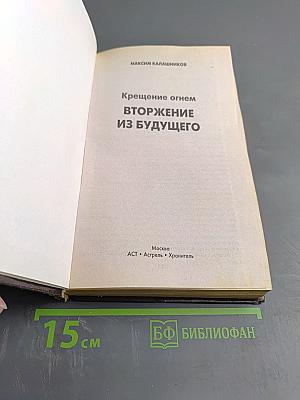 МАКСИМ КАЛАШНИКОВ
Крещение огнем
ВТОРЖЕНИЕ
ИЗ БУДУЩЕГО
Москва
АСТ • Астрель • Хранитель
15 см
БФ БИБЛИОФАН